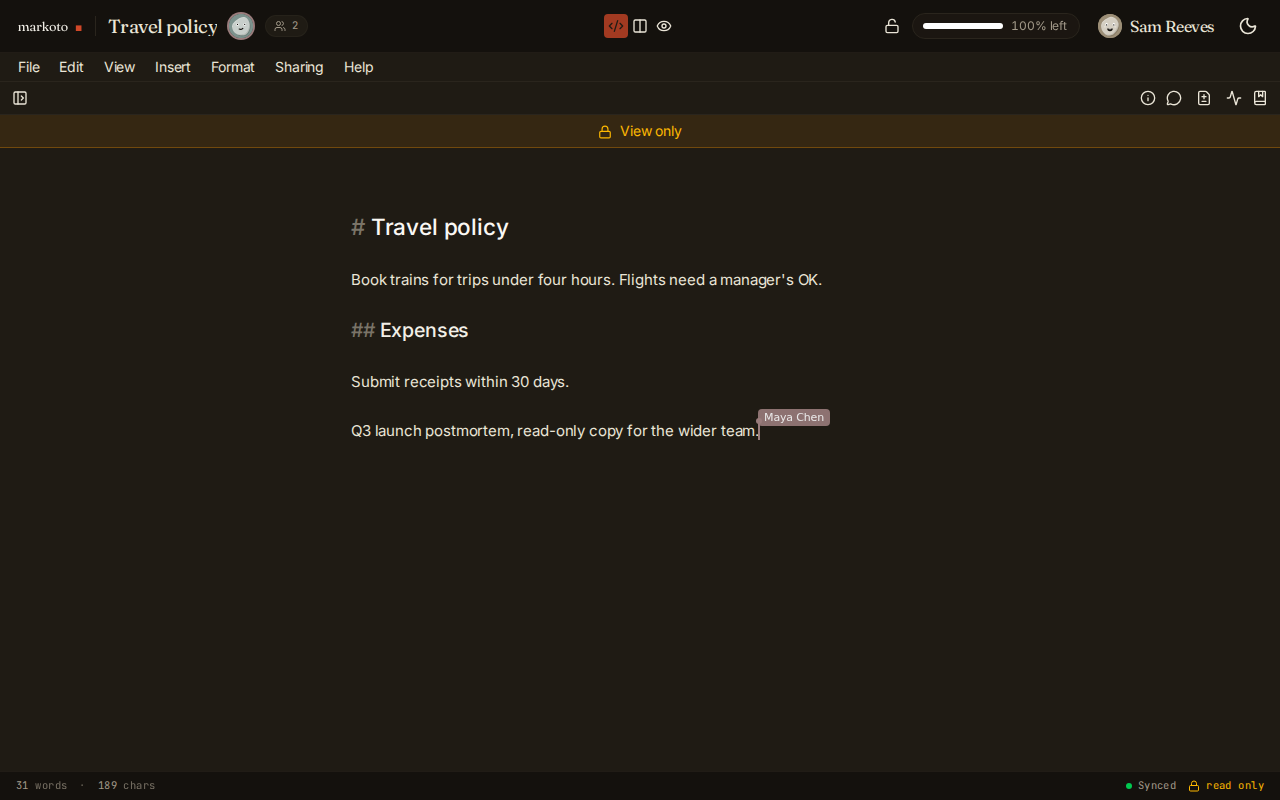 markoto
Travel policy
2
100% left
Sam Reeves
File Edit View Insert Format Sharing Help
View only
# Travel policy
Book trains for trips under four hours. Flights need a manager's OK.
## Expenses
Submit receipts within 30 days.
Maya Chen
Q3 launch postmortem, read-only copy for the wider team.
31 words · 189 chars
Synced
read only